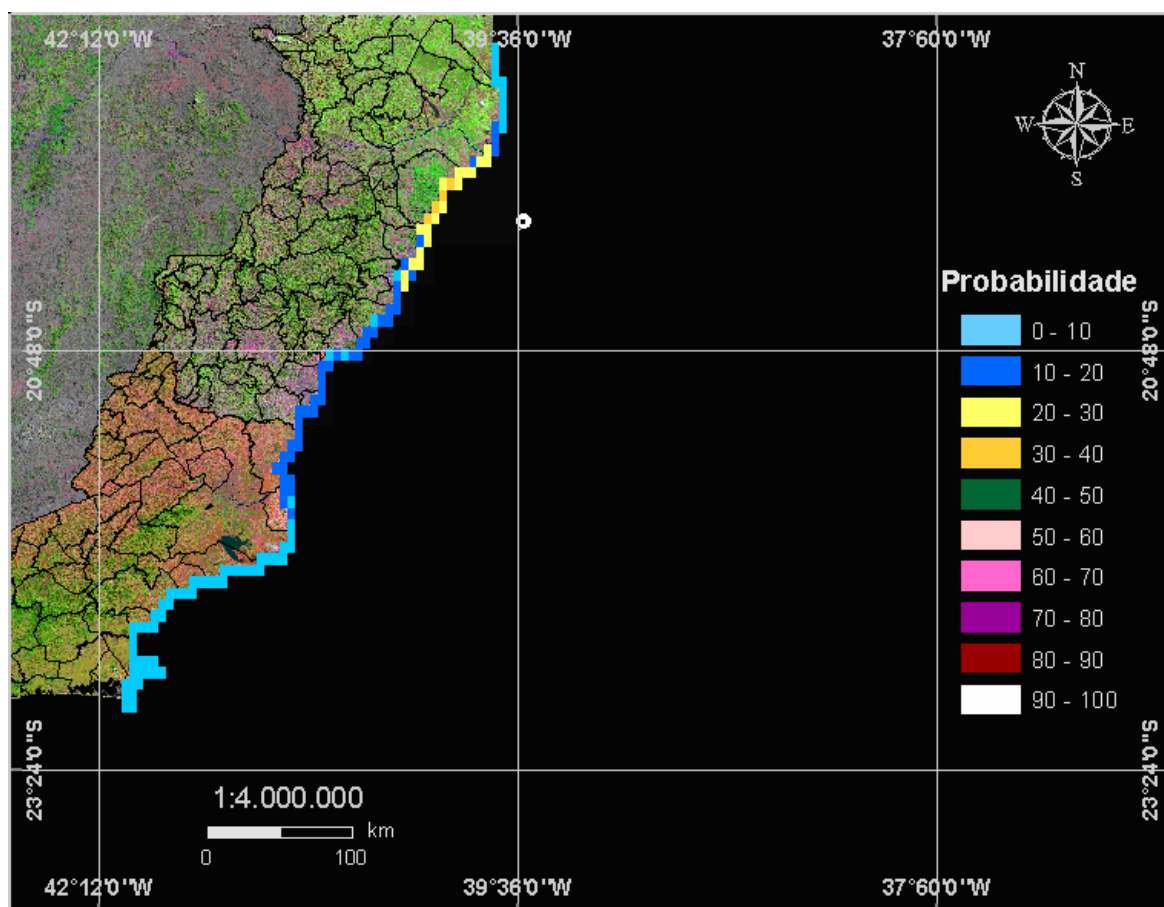 42°12'0"W
39°36'0"W
37°60'0"W
N
W
E
S
Probabilidade
0 - 10
10 - 20
20 - 30
30 - 40
40 - 50
50 - 60
60 - 70
70 - 80
80 - 90
90 - 100
20°48'0"S
20°48'0"S
23°24'0"S
23°24'0"S
1:4.000.000
km
0
100
42°12'0"W
39°36'0"W
37°60'0"W